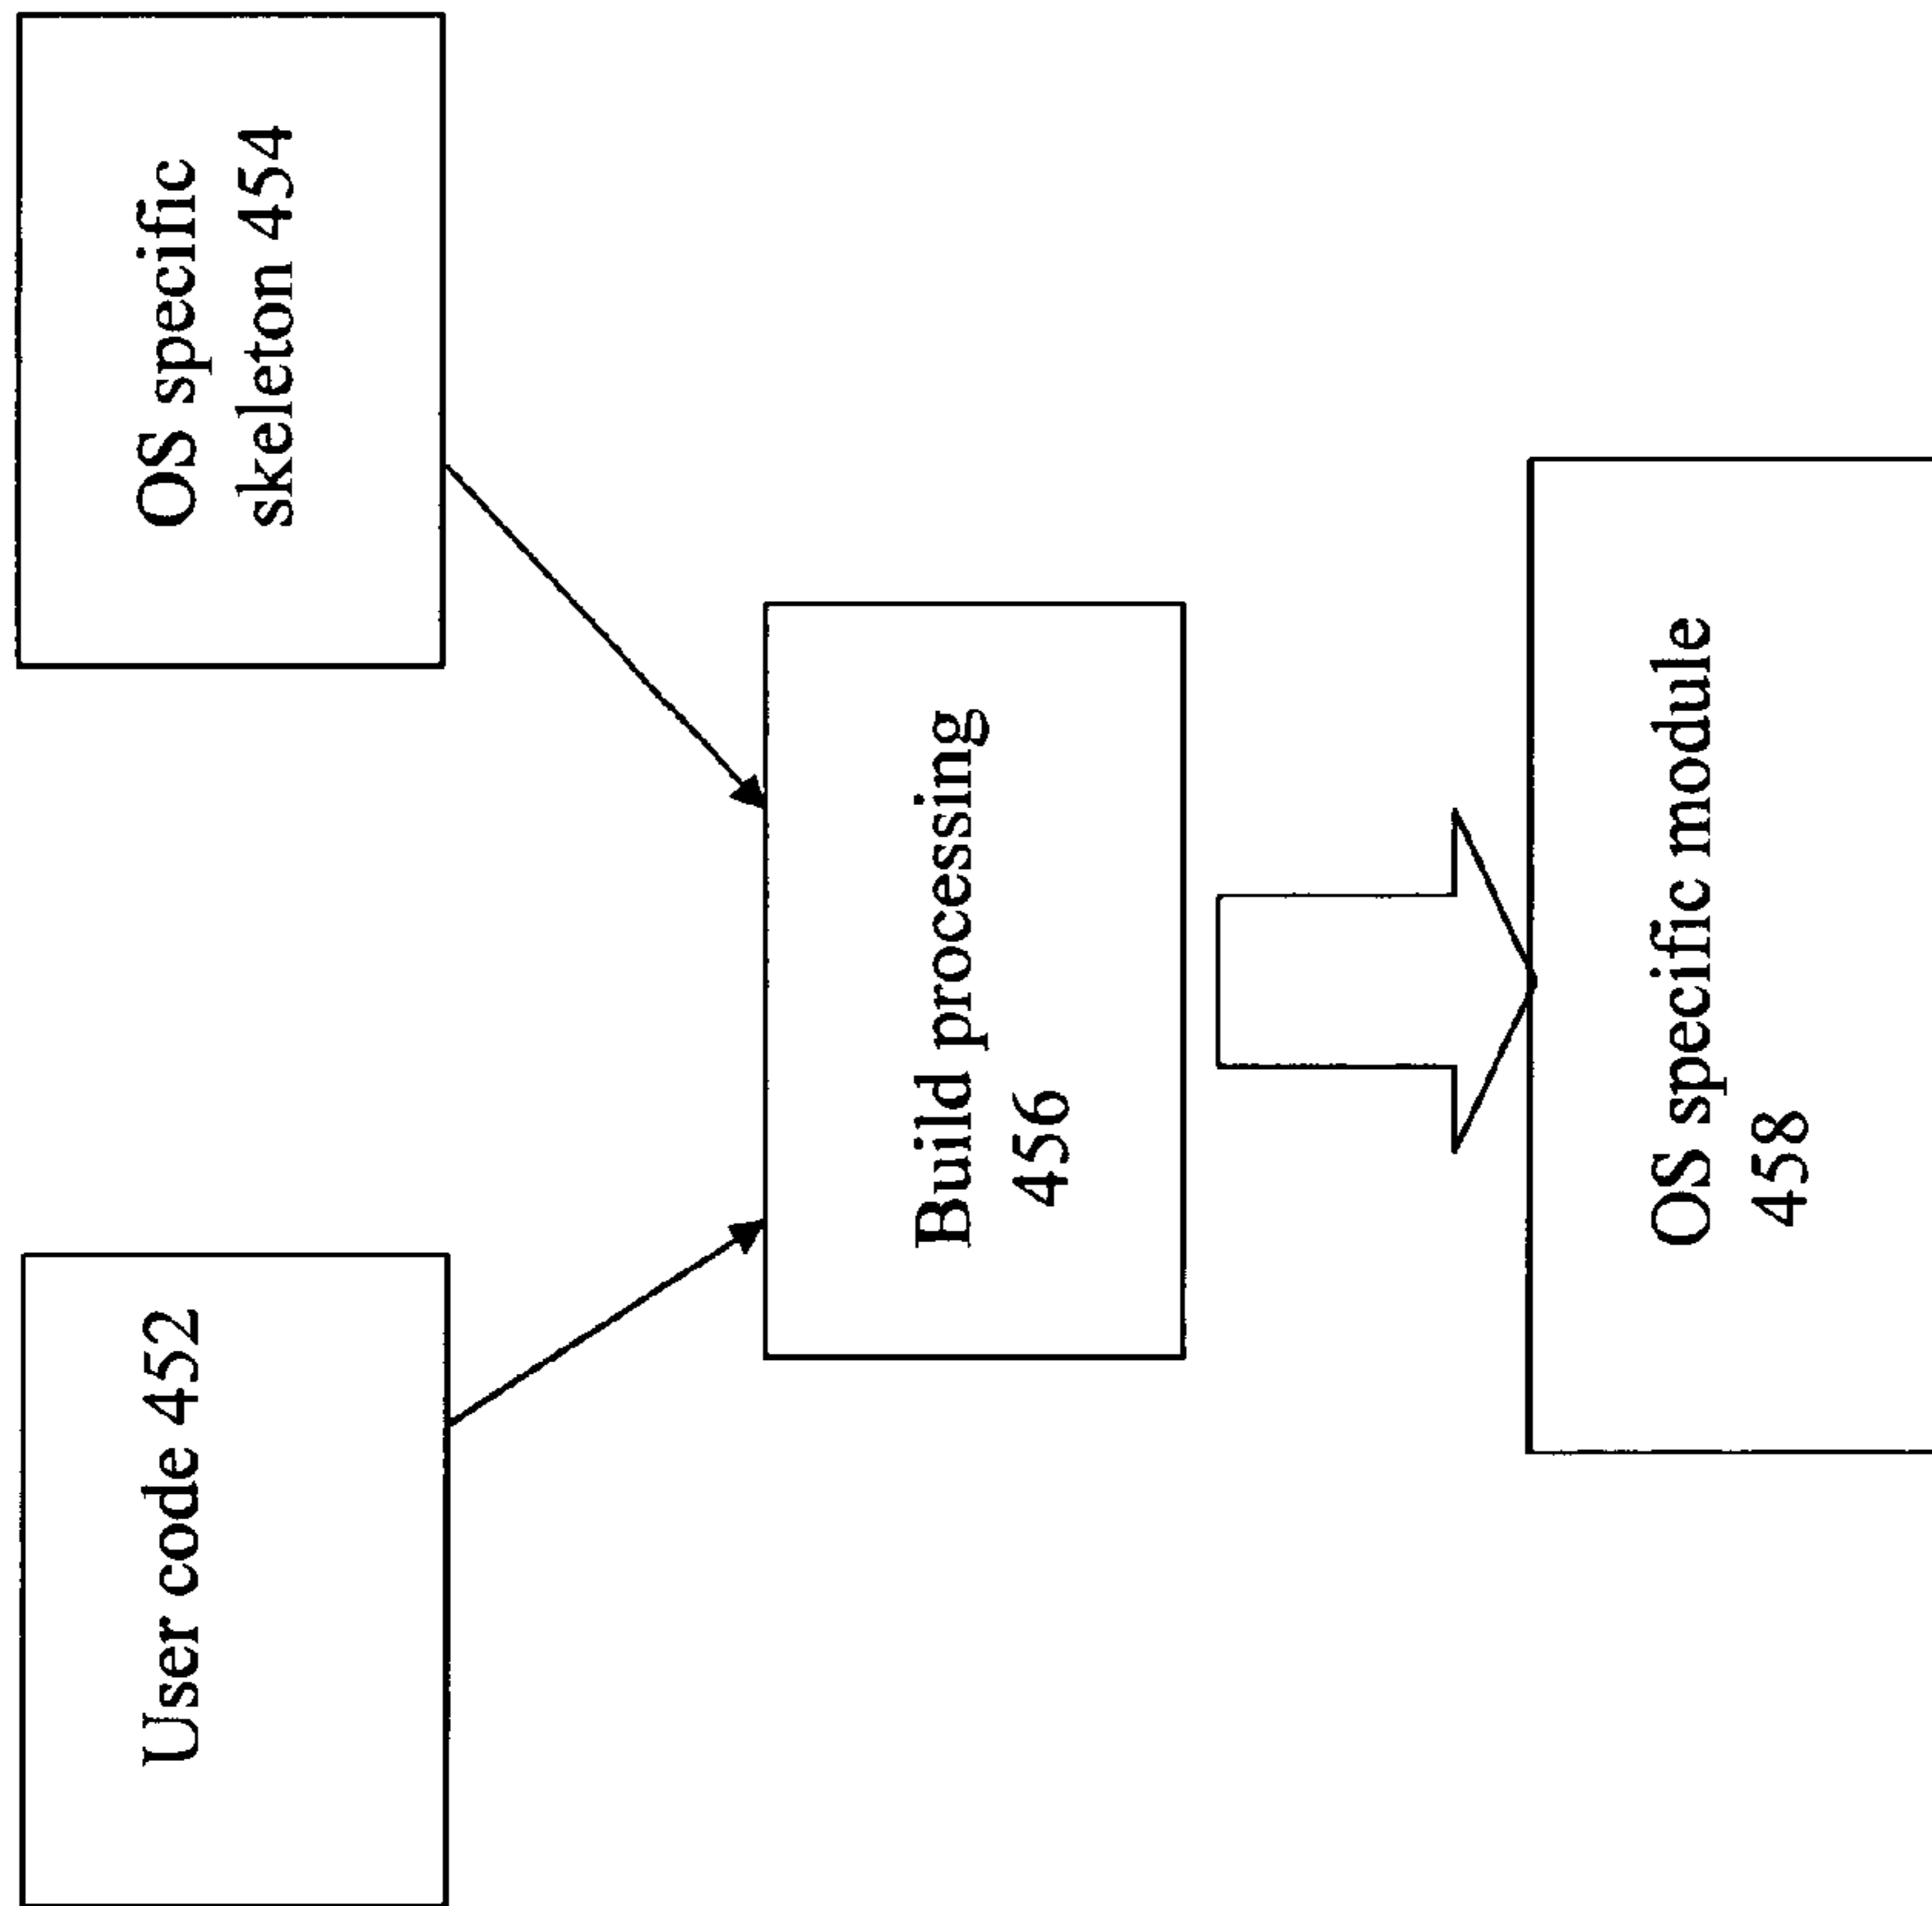 User code 452
OS specific
skeleton 454
Build processing
456
OS specific module
458